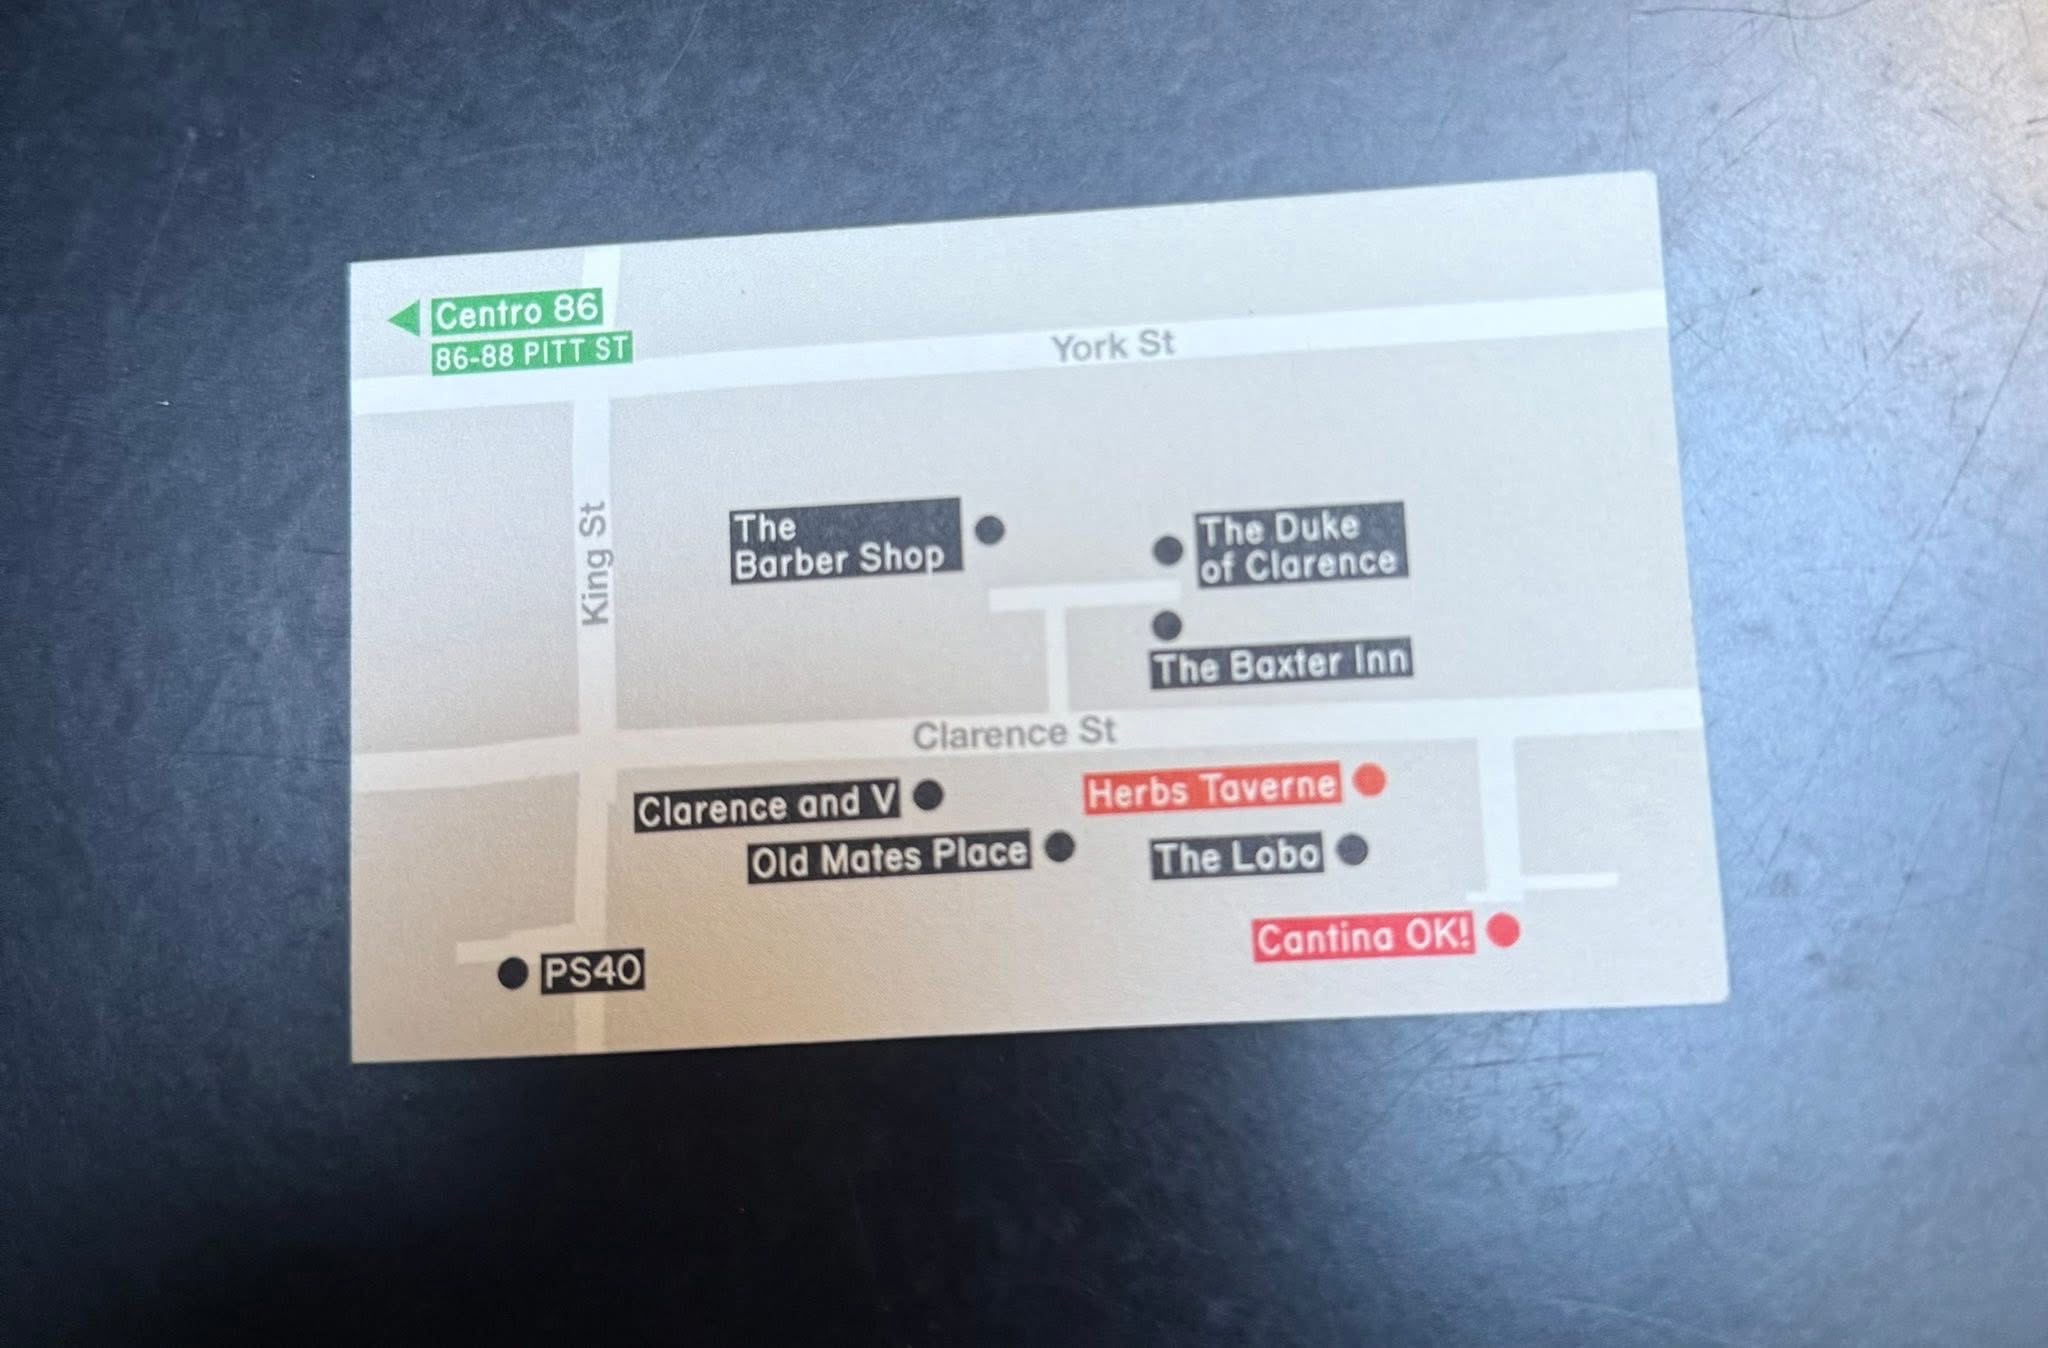 Centro 86
86-88 PITT ST
York St
King St
The
Barber Shop
The Duke
of Clarence
The Baxter Inn
Clarence St
Clarence and V
Herbs Taverne
Old Mates Place
The Lobo
Cantina OK!
PS40